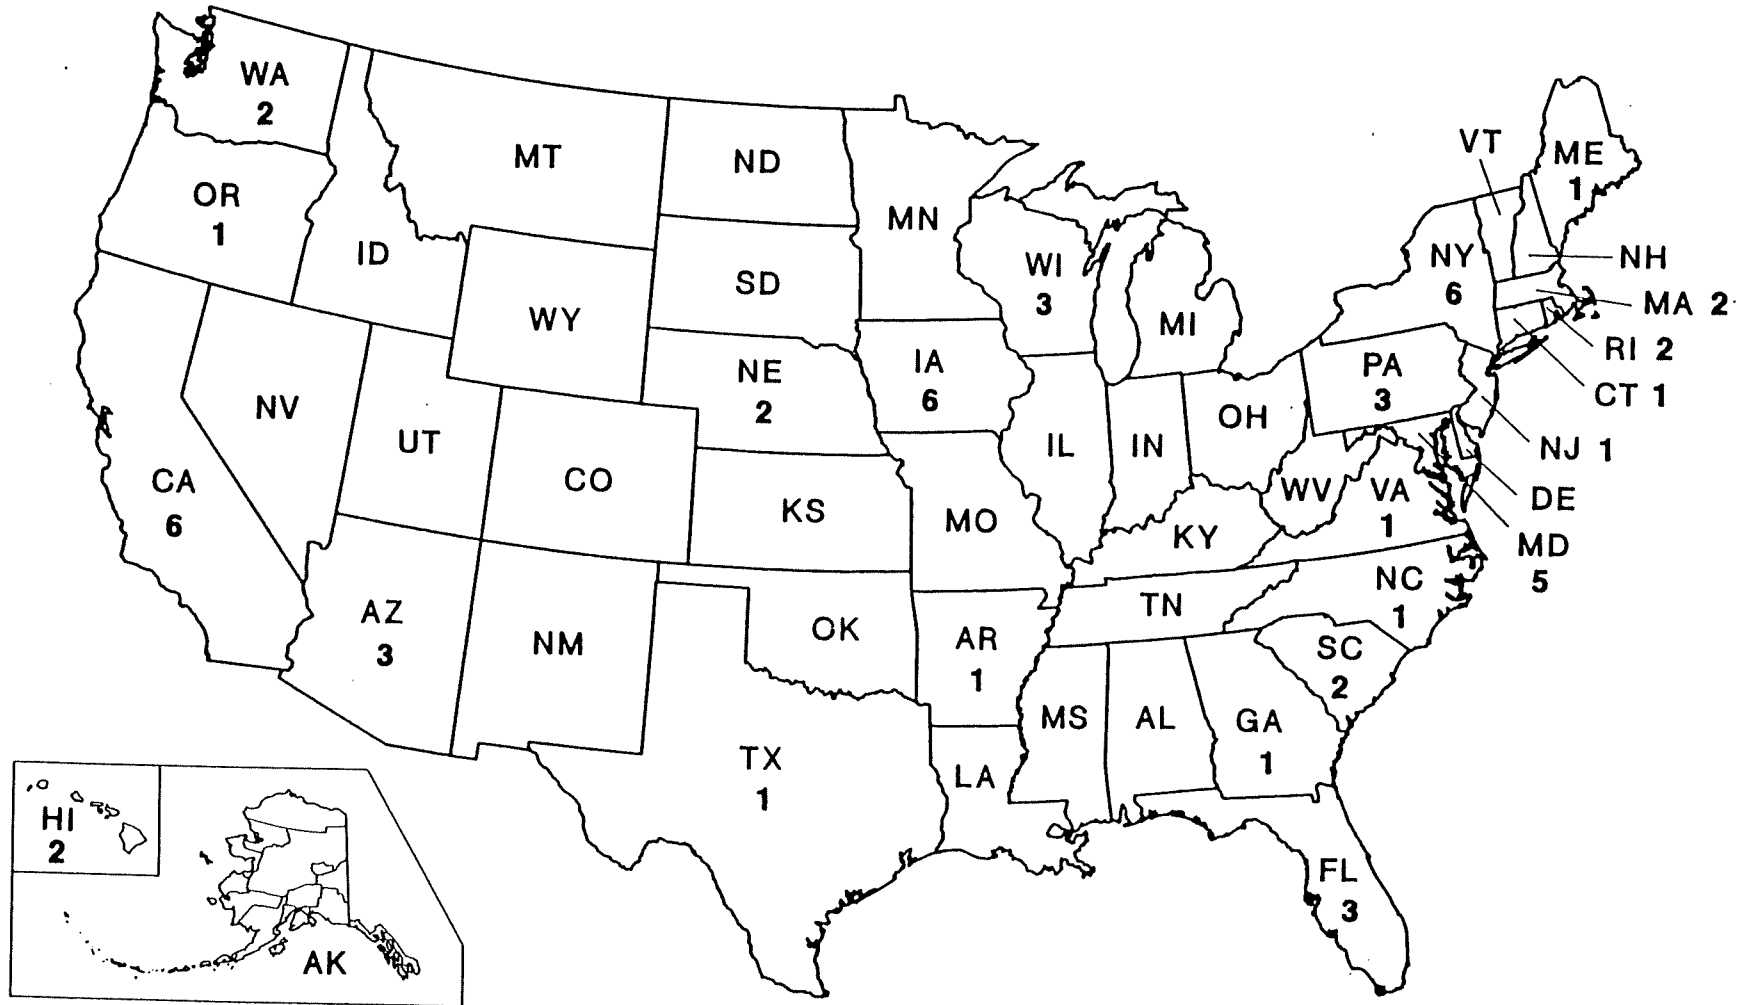 WA
2
MT
ND
VT
ME
1
OR
1
MN
ID
NY
6
NH
WI
3
SD
MA 2
WY
MI
RI 2
IA
6
PA
3
NE
2
CT 1
NV
OH
UT
IL
IN
NJ 1
CO
CA
6
WV
VA
1
DE
KS
MO
KY
MD
5
NC
1
AZ
3
TN
OK
NM
AR
1
SC
2
MS
AL
GA
1
TX
1
LA
HI
2
FL
3
AK